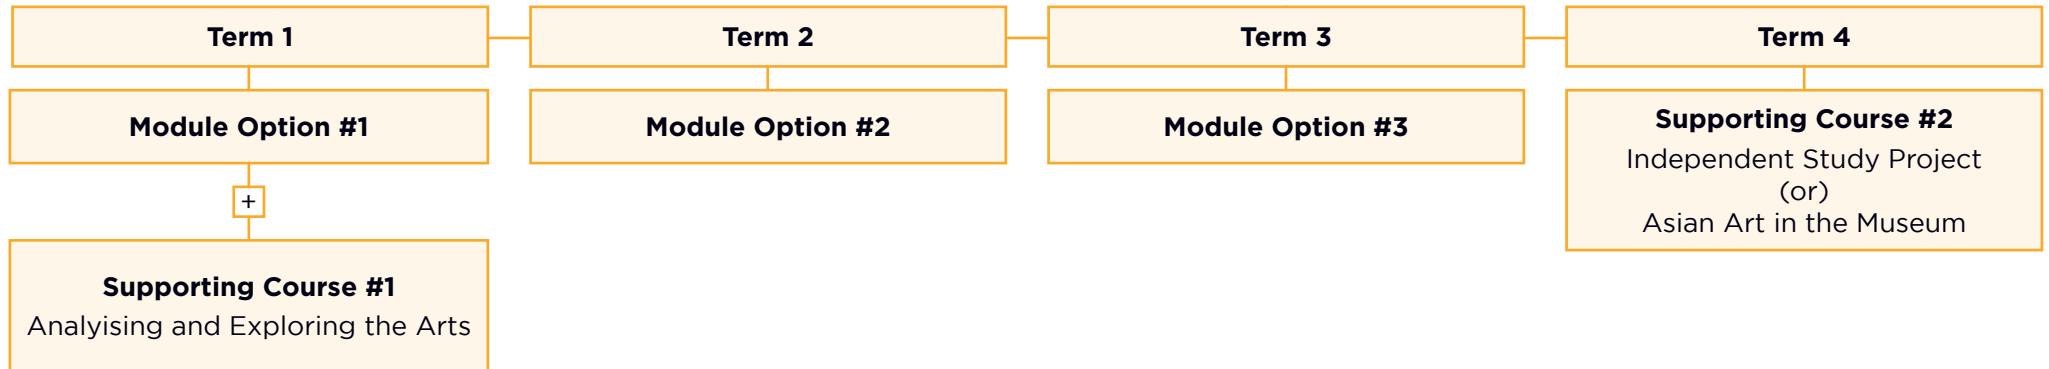 Term 1
Term 2
Term 3
Term 4
Module Option #1
Module Option #2
Module Option #3
Supporting Course #2
Independent Study Project
(or)
Asian Art in the Museum
+
Supporting Course #1
Analyising and Exploring the Arts